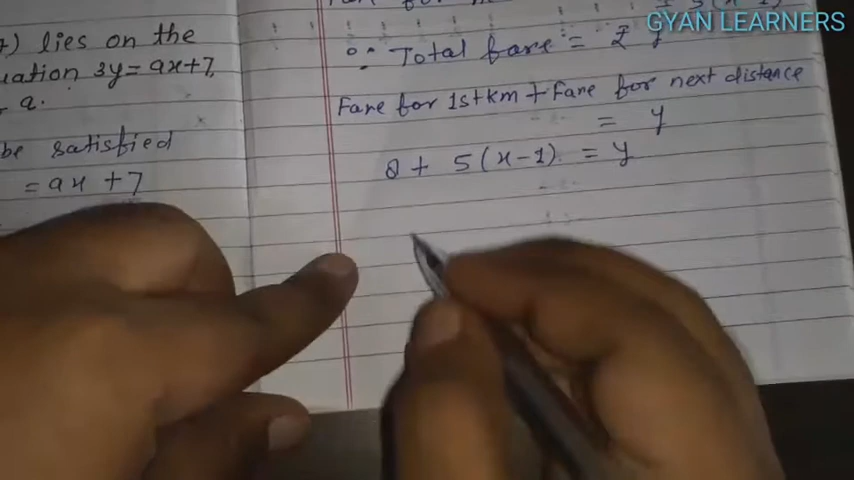 GYAN LEARNERS
) lies on the
uation 3y = ax+7,
a.
be satisfied
= ax + 7
∴ Total fare = ₹ y
Fare for 1st km + Fare for next distance
= y
8 + 5(x-1) = y